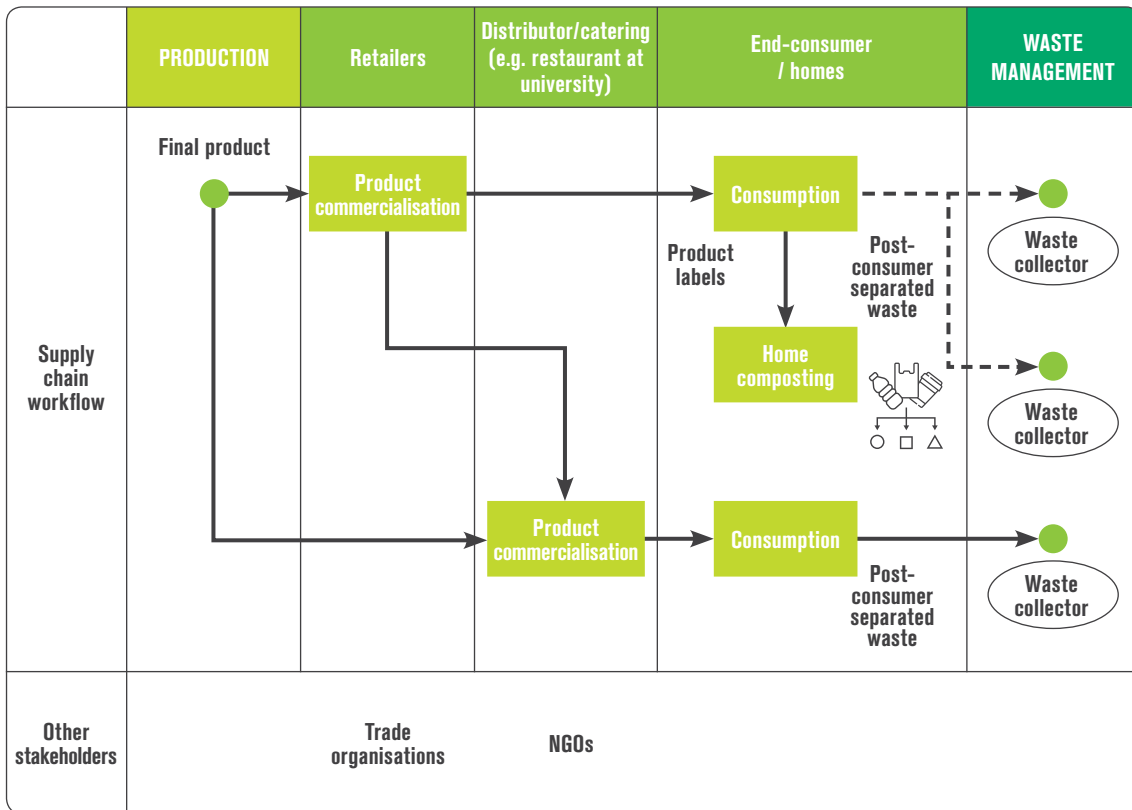 PRODUCTION
Retailers
Distributor/catering
(e.g. restaurant at
university)
End-consumer
/ homes
WASTE
MANAGEMENT
Supply
chain
workflow
Final product
Product
commercialisation
Consumption
Product
labels
Post-
consumer
separated
waste
Waste
collector
Home
composting
Waste
collector
Product
commercialisation
Consumption
Post-
consumer
separated
waste
Waste
collector
Other
stakeholders
Trade
organisations
NGOs